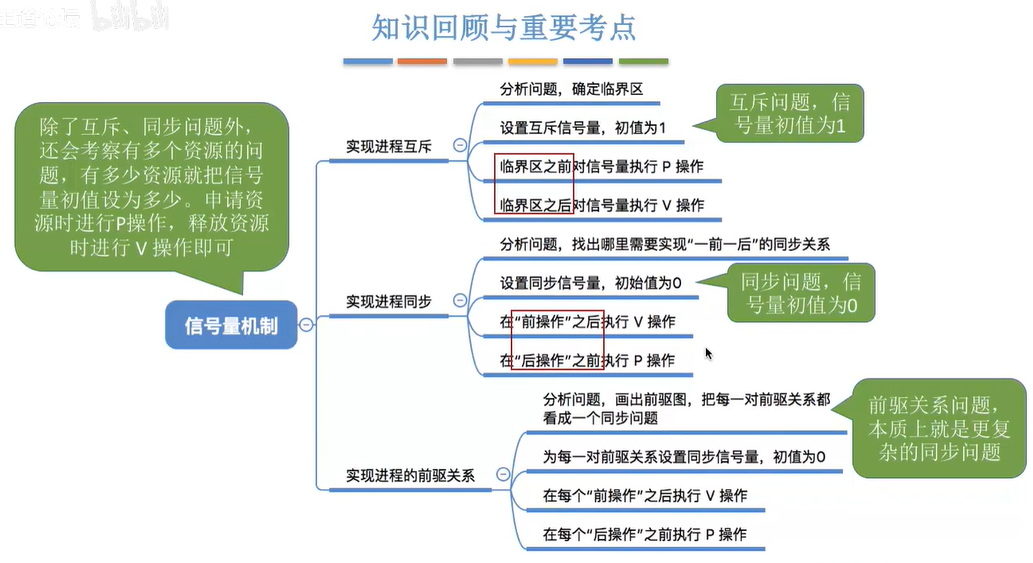 知识回顾与重要考点
除了互斥、同步问题外，
还会考察有多个资源的问
题，有多少资源就把信号
量初值设为多少。申请资
源时进行P操作，释放资源
时进行 V 操作即可
信号量机制
实现进程互斥
分析问题，确定临界区
设置互斥信号量，初值为1
临界区之前对信号量执行 P 操作
临界区之后对信号量执行 V 操作
互斥问题，信
号量初值为1
实现进程同步
分析问题，找出哪里需要实现“一前一后”的同步关系
设置同步信号量，初始值为0
在“前操作”之后执行 V 操作
在“后操作”之前执行 P 操作
同步问题，信
号量初值为0
实现进程的前驱关系
分析问题，画出前驱图，把每一对前驱关系都
看成一个同步问题
为每一对前驱关系设置同步信号量，初值为0
在每个“前操作”之后执行 V 操作
在每个“后操作”之前执行 P 操作
前驱关系问题，
本质上就是更复
杂的同步问题